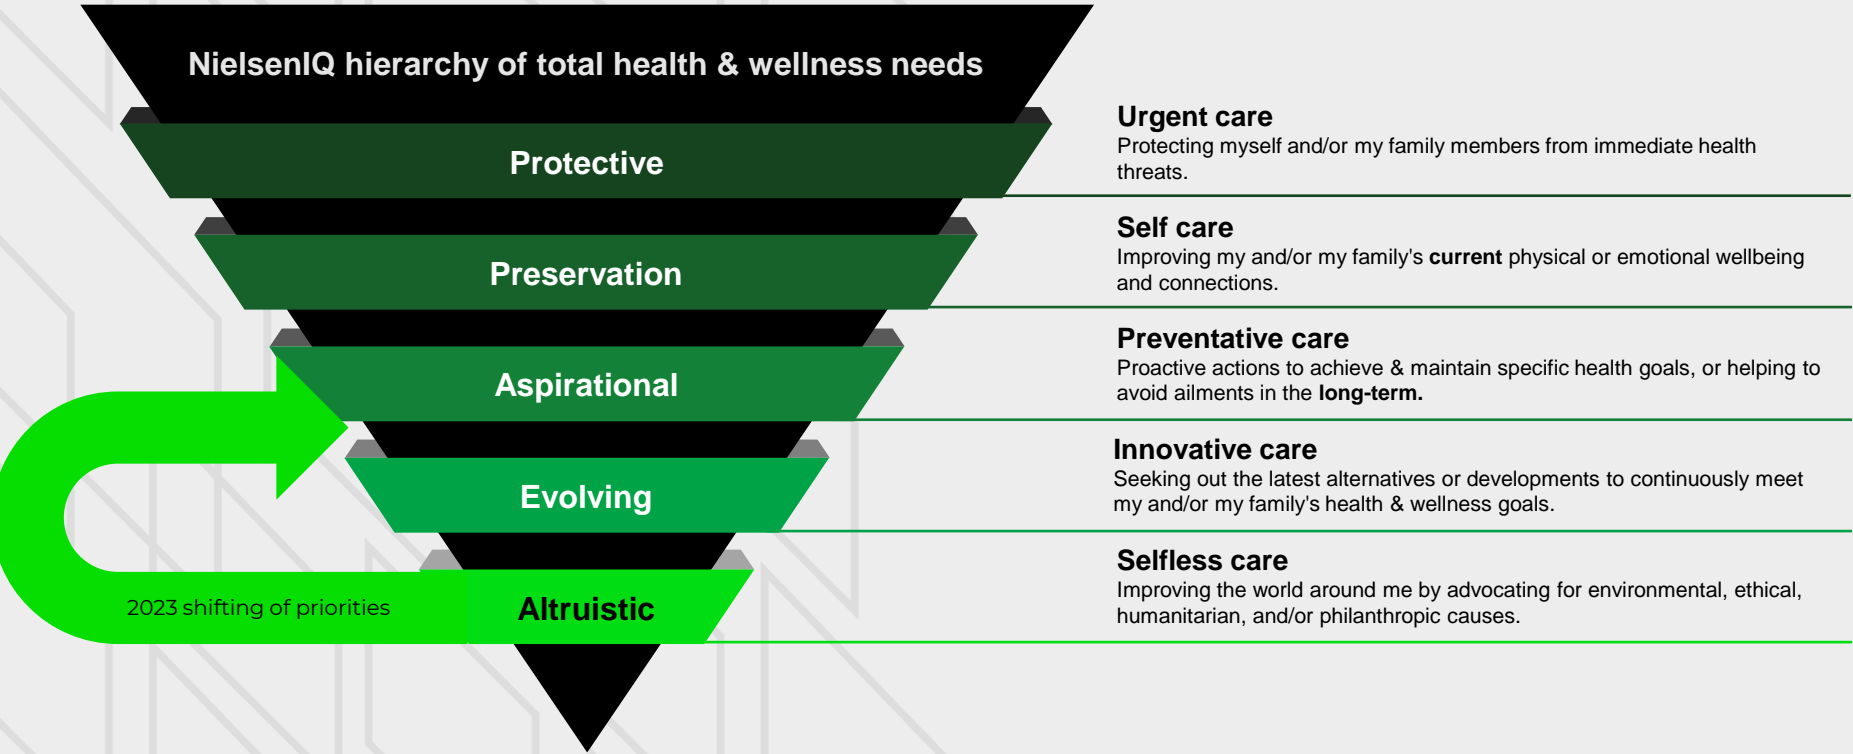 NielsenIQ hierarchy of total health & wellness needs
Protective
Urgent care
Protecting myself and/or my family members from immediate health
threats.
Preservation
Self care
Improving my and/or my family's current physical or emotional wellbeing
and connections.
Aspirational
Preventative care
Proactive actions to achieve & maintain specific health goals, or helping to
avoid ailments in the long-term.
Evolving
Innovative care
Seeking out the latest alternatives or developments to continuously meet
my and/or my family's health & wellness goals.
2023 shifting of priorities
Altruistic
Selfless care
Improving the world around me by advocating for environmental, ethical,
humanitarian, and/or philanthropic causes.